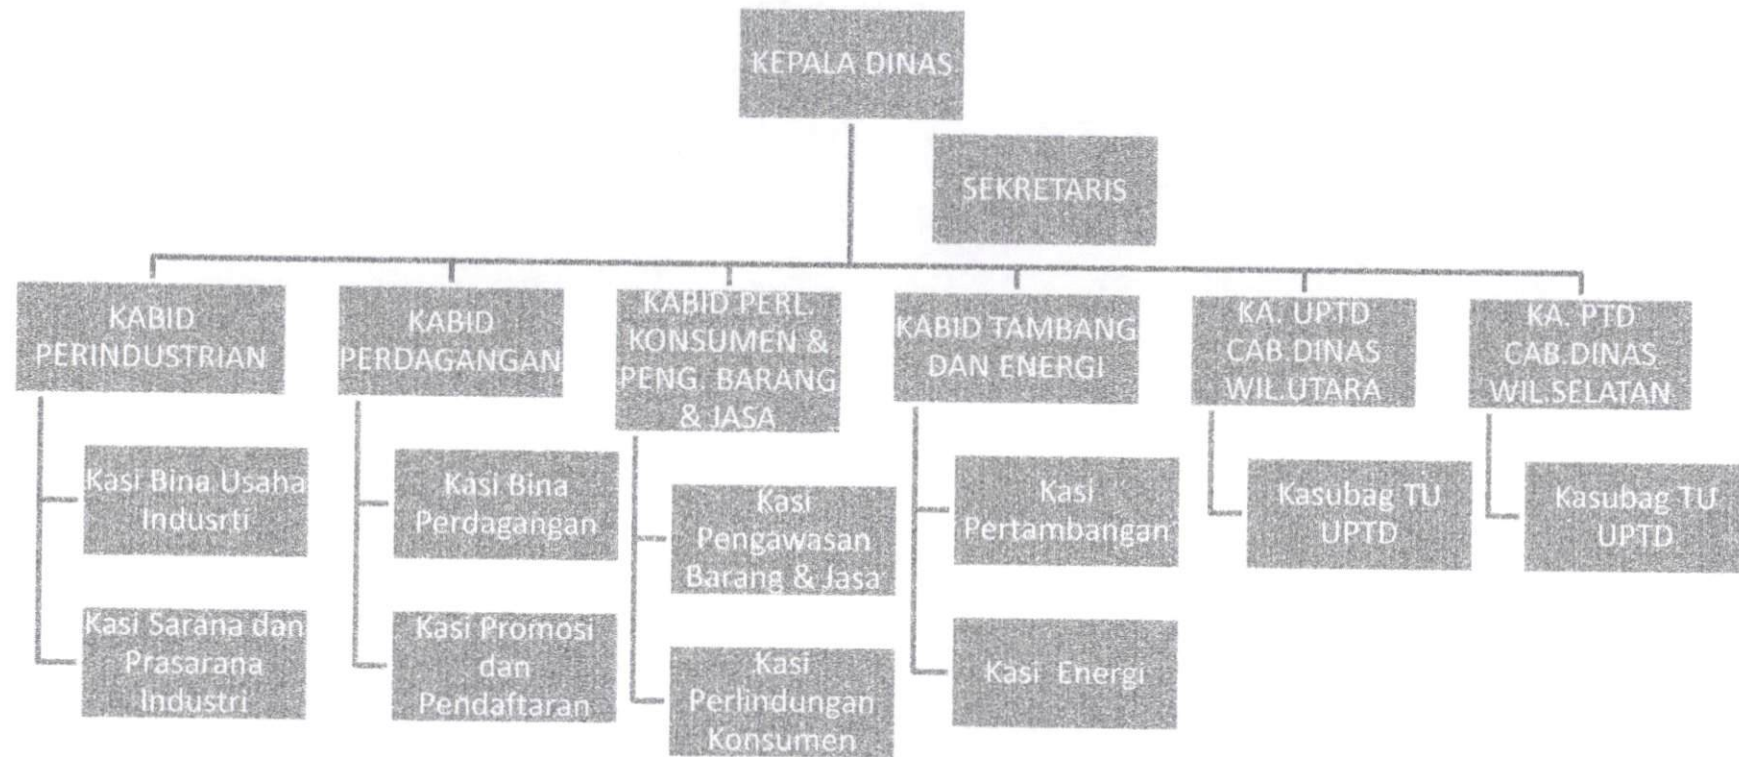 KEPALA DINAS
SEKRETARIS
KABID
PERINDUSTRIAN
KABID
PERDAGANGAN
KABID PERL.
KONSUMEN &
PENG. BARANG
& JASA
KABID TAMBANG
DAN ENERGI
KA. UPTD
CAB.DINAS
WIL.UTARA
KA. PTD
CAB.DINAS
WIL.SELATAN
Kasi Bina Usaha
Indusrti
Kasi Bina
Perdagangan
Kasi
Pengawasan
Barang & Jasa
Kasi
Pertambangan
Kasubag TU
UPTD
Kasubag TU
UPTD
Kasi Sarana dan
Prasarana
Industri
Kasi Promosi
dan
Pendaftaran
Kasi
Perlindungan
Konsumen
Kasi Energi